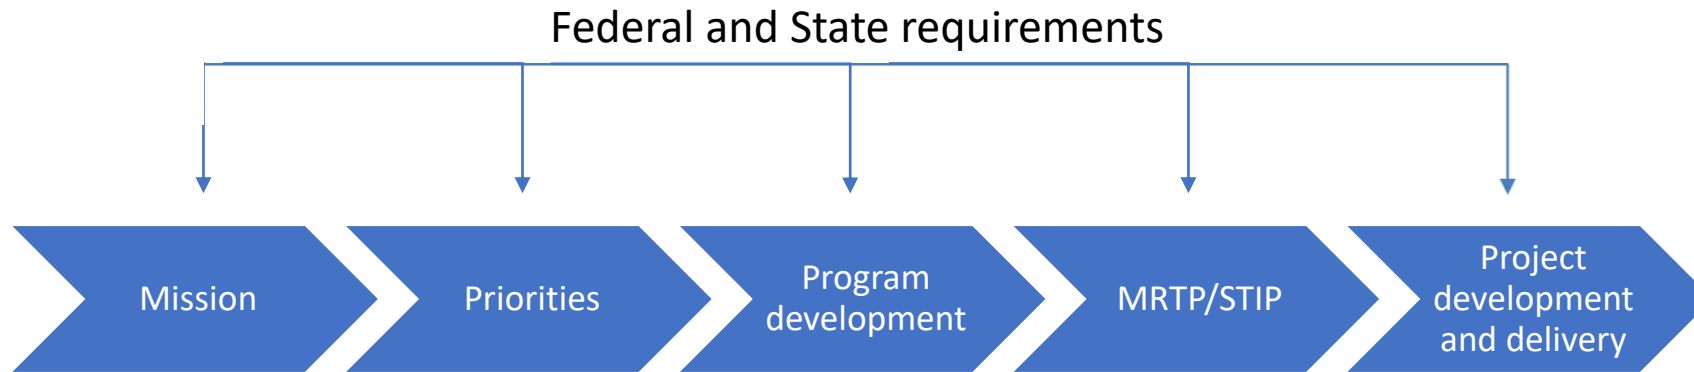 Federal and State requirements
Mission
Priorities
Program
development
MRTP/STIP
Project
development
and delivery